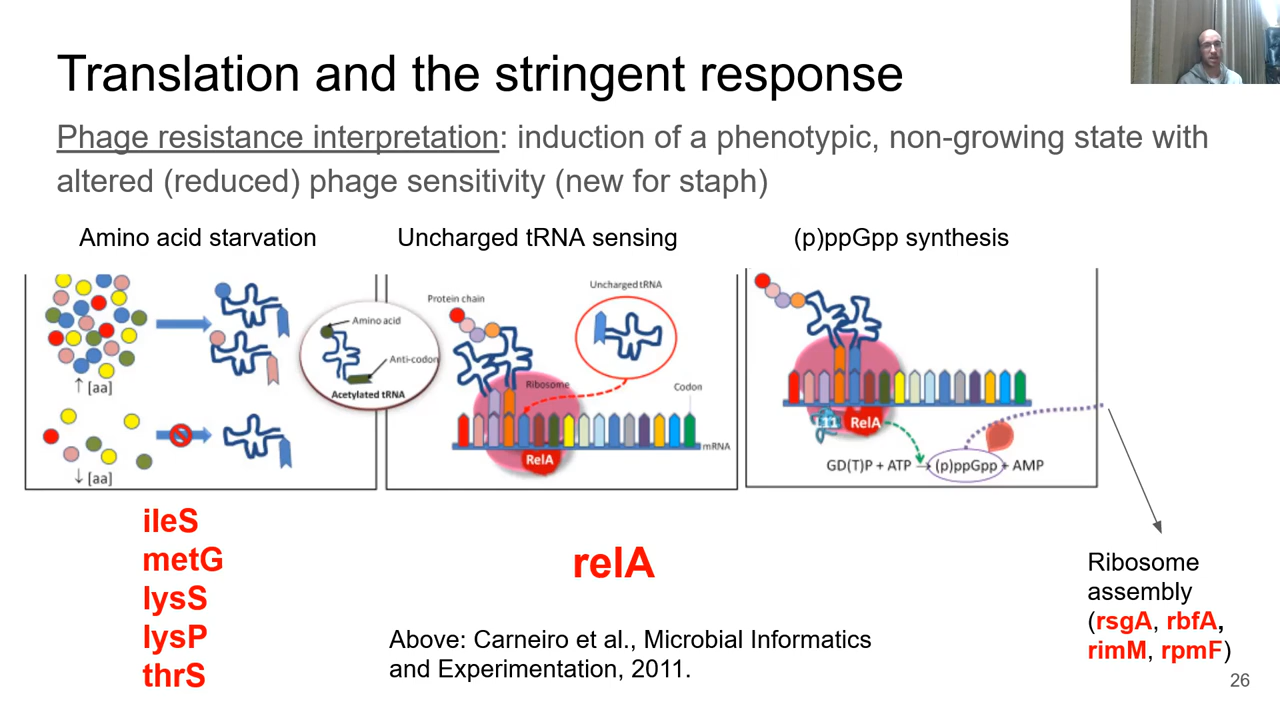 Translation and the stringent response
Phage resistance interpretation: induction of a phenotypic, non-growing state with
altered (reduced) phage sensitivity (new for staph)
Amino acid starvation
Uncharged tRNA sensing
(p)ppGpp synthesis
↑ [aa]
↓ [aa]
Amino acid
Anti-codon
Acetylated tRNA
Protein chain
Uncharged tRNA
Ribosome
Codon
mRNA
RelA
L11
RelA
GD(T)P + ATP → (p)ppGpp + AMP
ileS
metG
lysS
lysP
thrS
relA
Above: Carneiro et al., Microbial Informatics
and Experimentation, 2011.
Ribosome
assembly
(rsgA, rbfA,
rimM, rpmF)
26